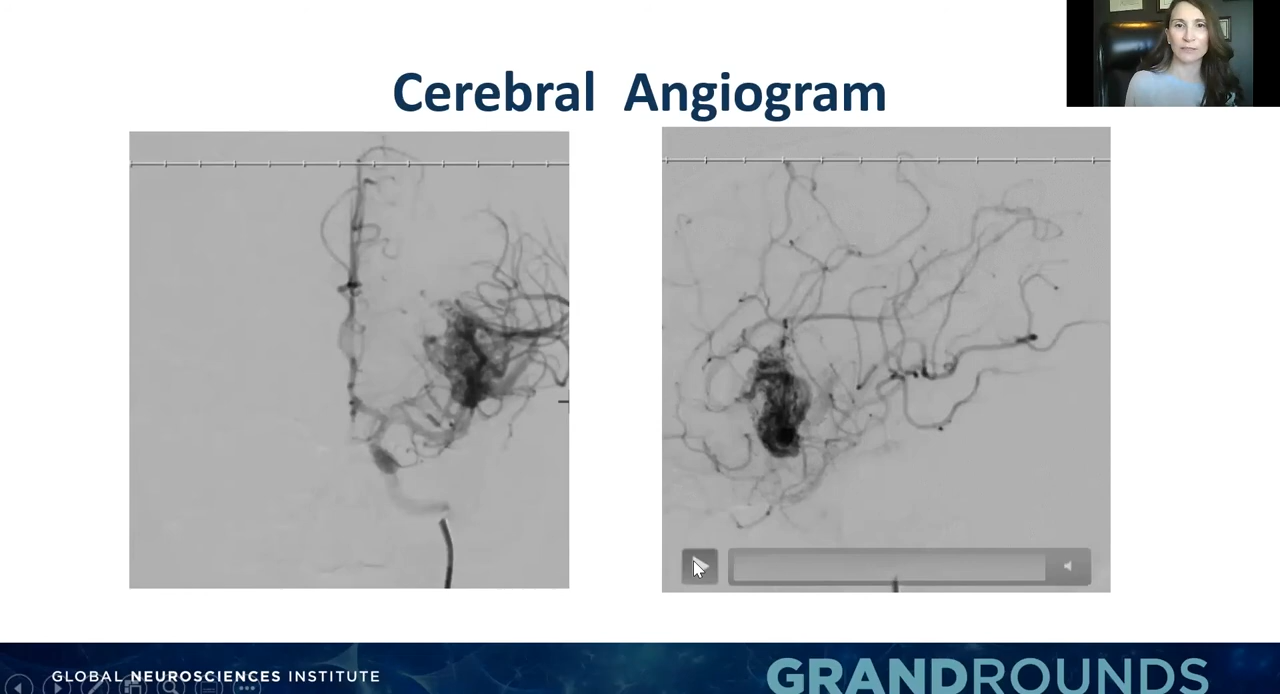 Cerebral Angiogram
GLOBAL NEUROSCIENCES INSTITUTE
GRANDROUNDS